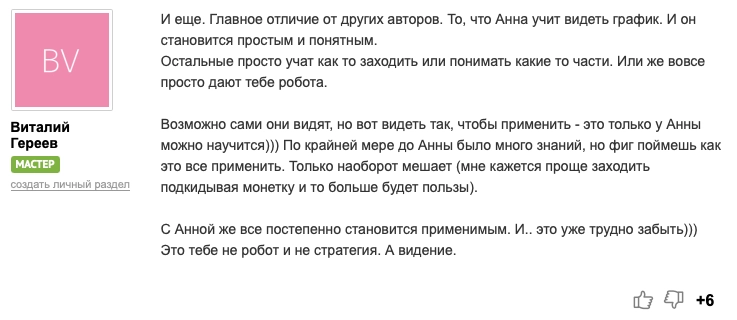 BV
Виталий
Гереев
МАСТЕР
создать личный раздел
И еще. Главное отличие от других авторов. То, что Анна учит видеть график. И он
становится простым и понятным.
Остальные просто учат как то заходить или понимать какие то части. Или же вовсе
просто дают тебе робота.
Возможно сами они видят, но вот видеть так, чтобы применить - это только у Анны
можно научится))) По крайней мере до Анны было много знаний, но фиг поймешь как
это все применить. Только наоборот мешает (мне кажется проще заходить
подкидывая монетку и то больше будет пользы).
С Анной же все постепенно становится применимым. И.. это уже трудно забыть)))
Это тебе не робот и не стратегия. А видение.
+6